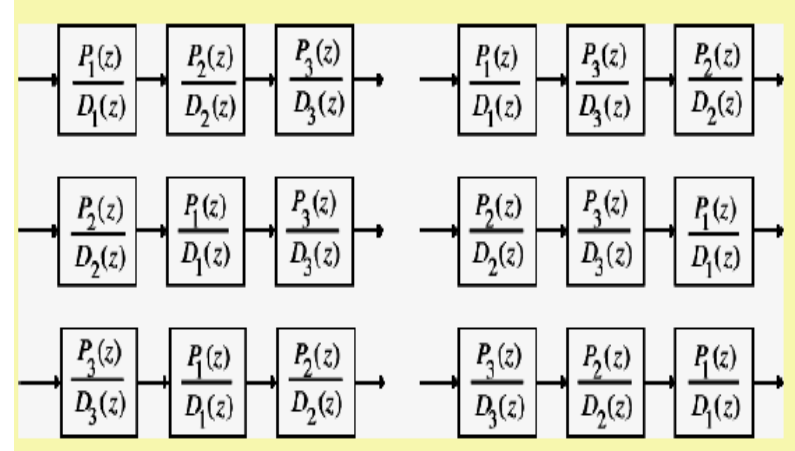 P₁(z) P₂(z) P₃(z) P₁(z) P₃(z) P₂(z)
D₁(z) D₂(z) D₃(z) D₁(z) D₃(z) D₂(z)
P₂(z) P₁(z) P₃(z) P₂(z) P₃(z) P₁(z)
D₂(z) D₁(z) D₃(z) D₂(z) D₃(z) D₁(z)
P₃(z) P₁(z) P₂(z) P₃(z) P₂(z) P₁(z)
D₃(z) D₁(z) D₂(z) D₃(z) D₂(z) D₁(z)